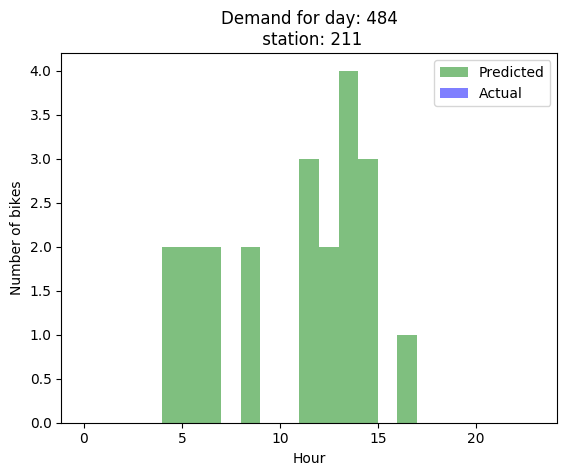 Demand for day: 484
station: 211
Predicted
Actual
Number of bikes
4.0
3.5
3.0
2.5
2.0
1.5
1.0
0.5
0.0
0 5 10 15 20
Hour